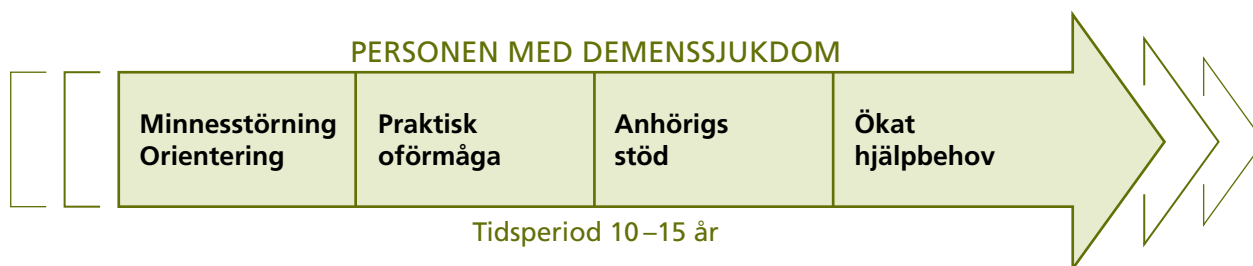 PERSONEN MED DEMENSSJUKDOM
Minnesstörning
Orientering
Praktisk
oförmåga
Anhörigs
stöd
Ökat
hjälpbehov
Tidsperiod 10–15 år